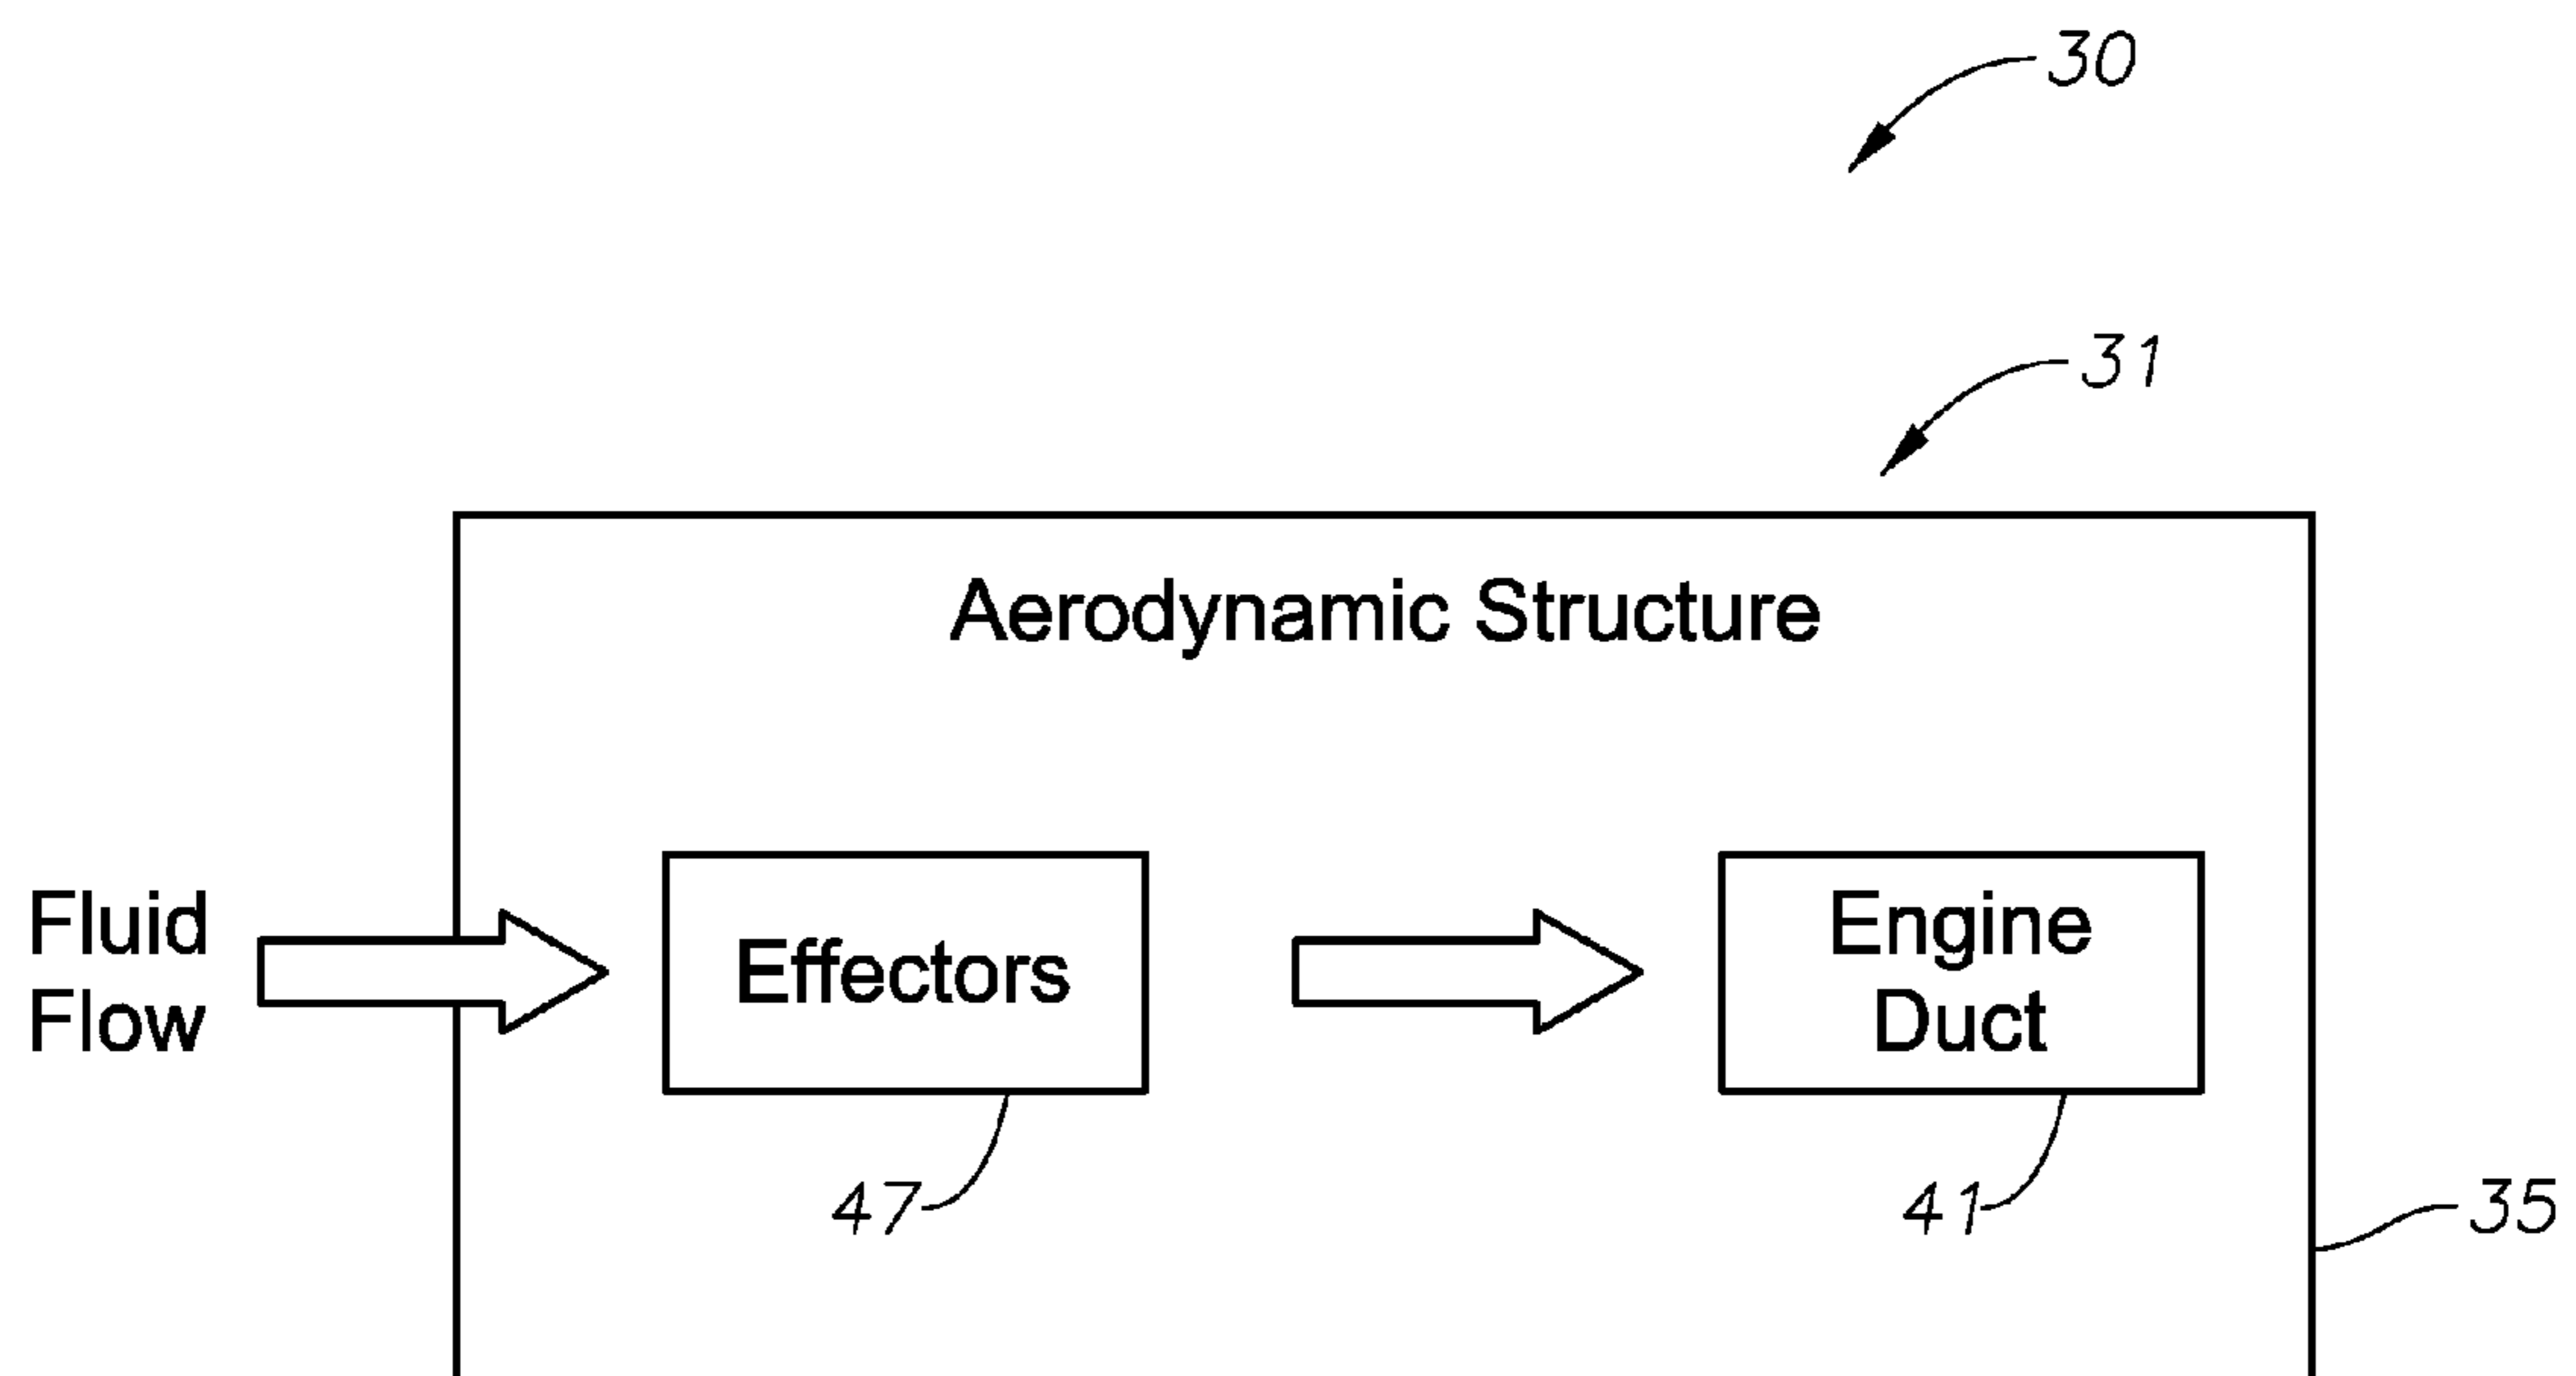 30
31
Aerodynamic Structure
Fluid
Flow
Effectors
Engine
Duct
47
41
35